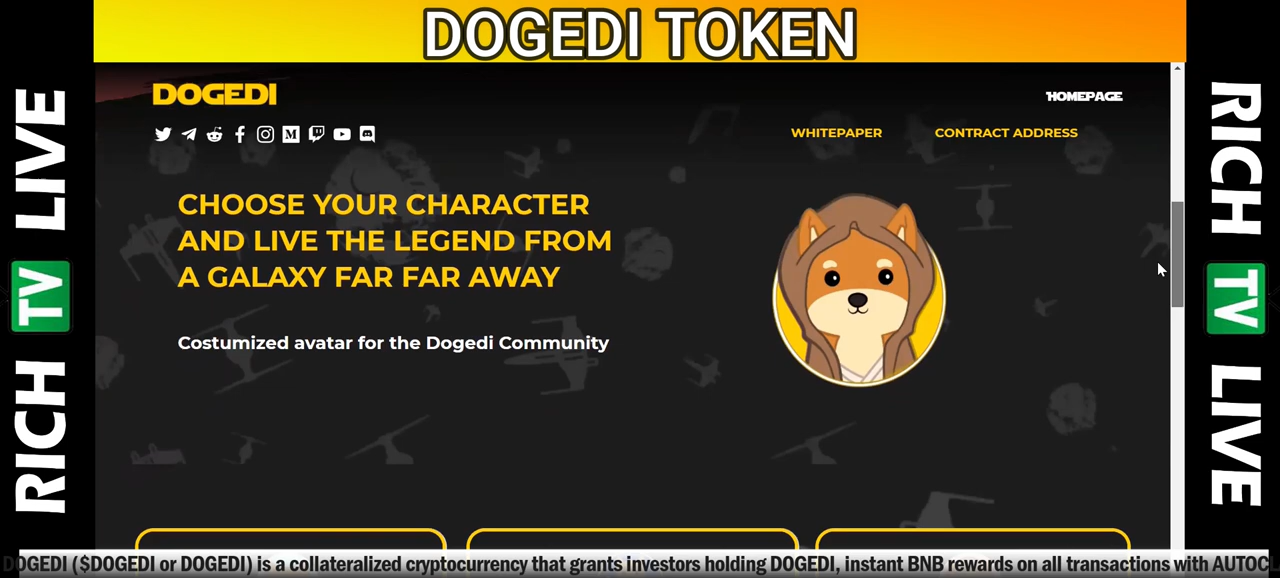 DOGEDI TOKEN
RICH TV LIVE
RICH TV LIVE
DOGEDI
HOMEPAGE
WHITEPAPER
CONTRACT ADDRESS
CHOOSE YOUR CHARACTER
AND LIVE THE LEGEND FROM
A GALAXY FAR FAR AWAY
Costumized avatar for the Dogedi Community
DOGEDI ($DOGEDI or DOGEDI) is a collateralized cryptocurrency that grants investors holding DOGEDI, instant BNB rewards on all transactions with